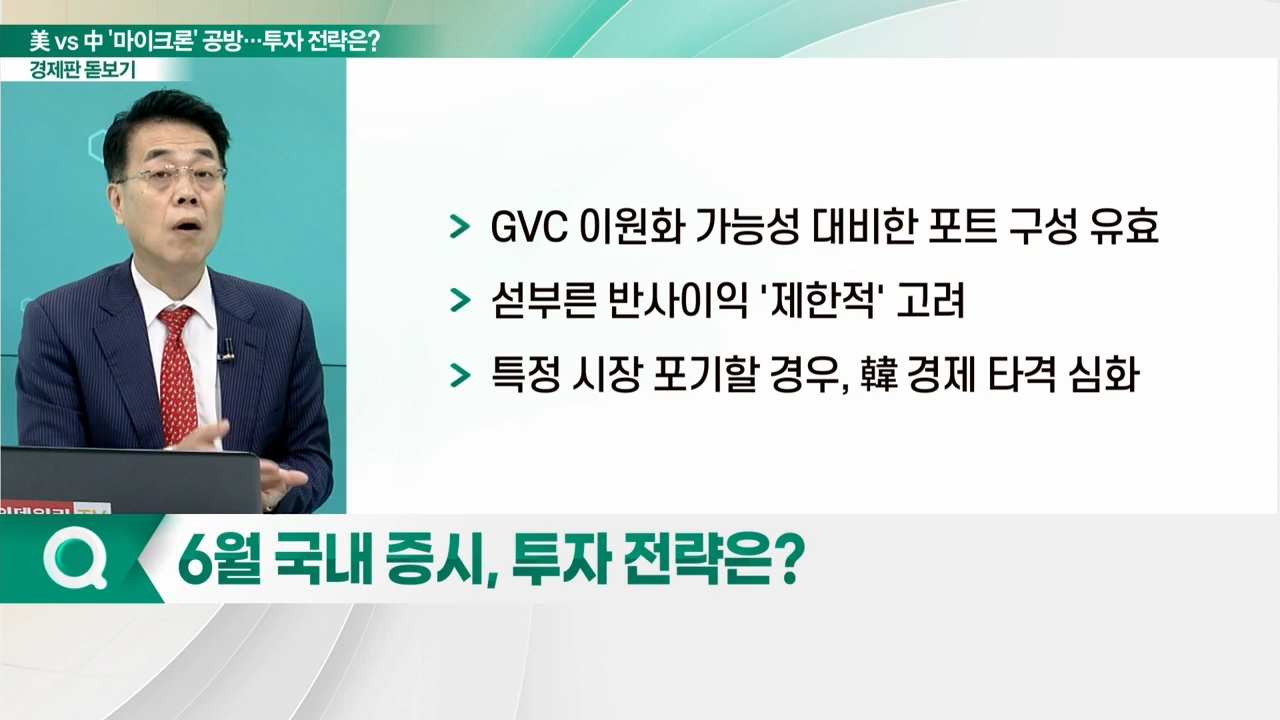 美 vs 中 '마이크론' 공방…투자 전략은?
경제판 돋보기
> GVC 이원화 가능성 대비한 포트 구성 유효
> 섣부른 반사이익 '제한적' 고려
> 특정 시장 포기할 경우, 韓 경제 타격 심화
TV
6월 국내 증시, 투자 전략은?